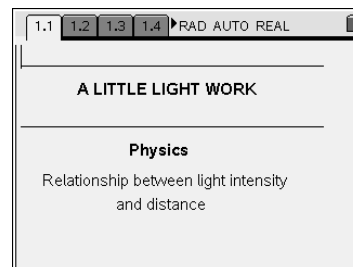 1.1 1.2 1.3 1.4 RAD AUTO REAL
A LITTLE LIGHT WORK
Physics
Relationship between light intensity
and distance